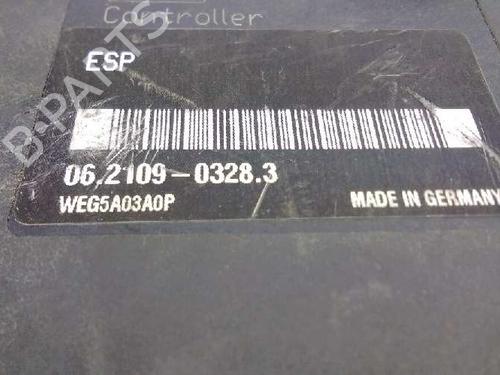 Controller
ESP
06.2109-0328.3
WEG5A03A0P
MADE IN GERMANY
B-PARTS